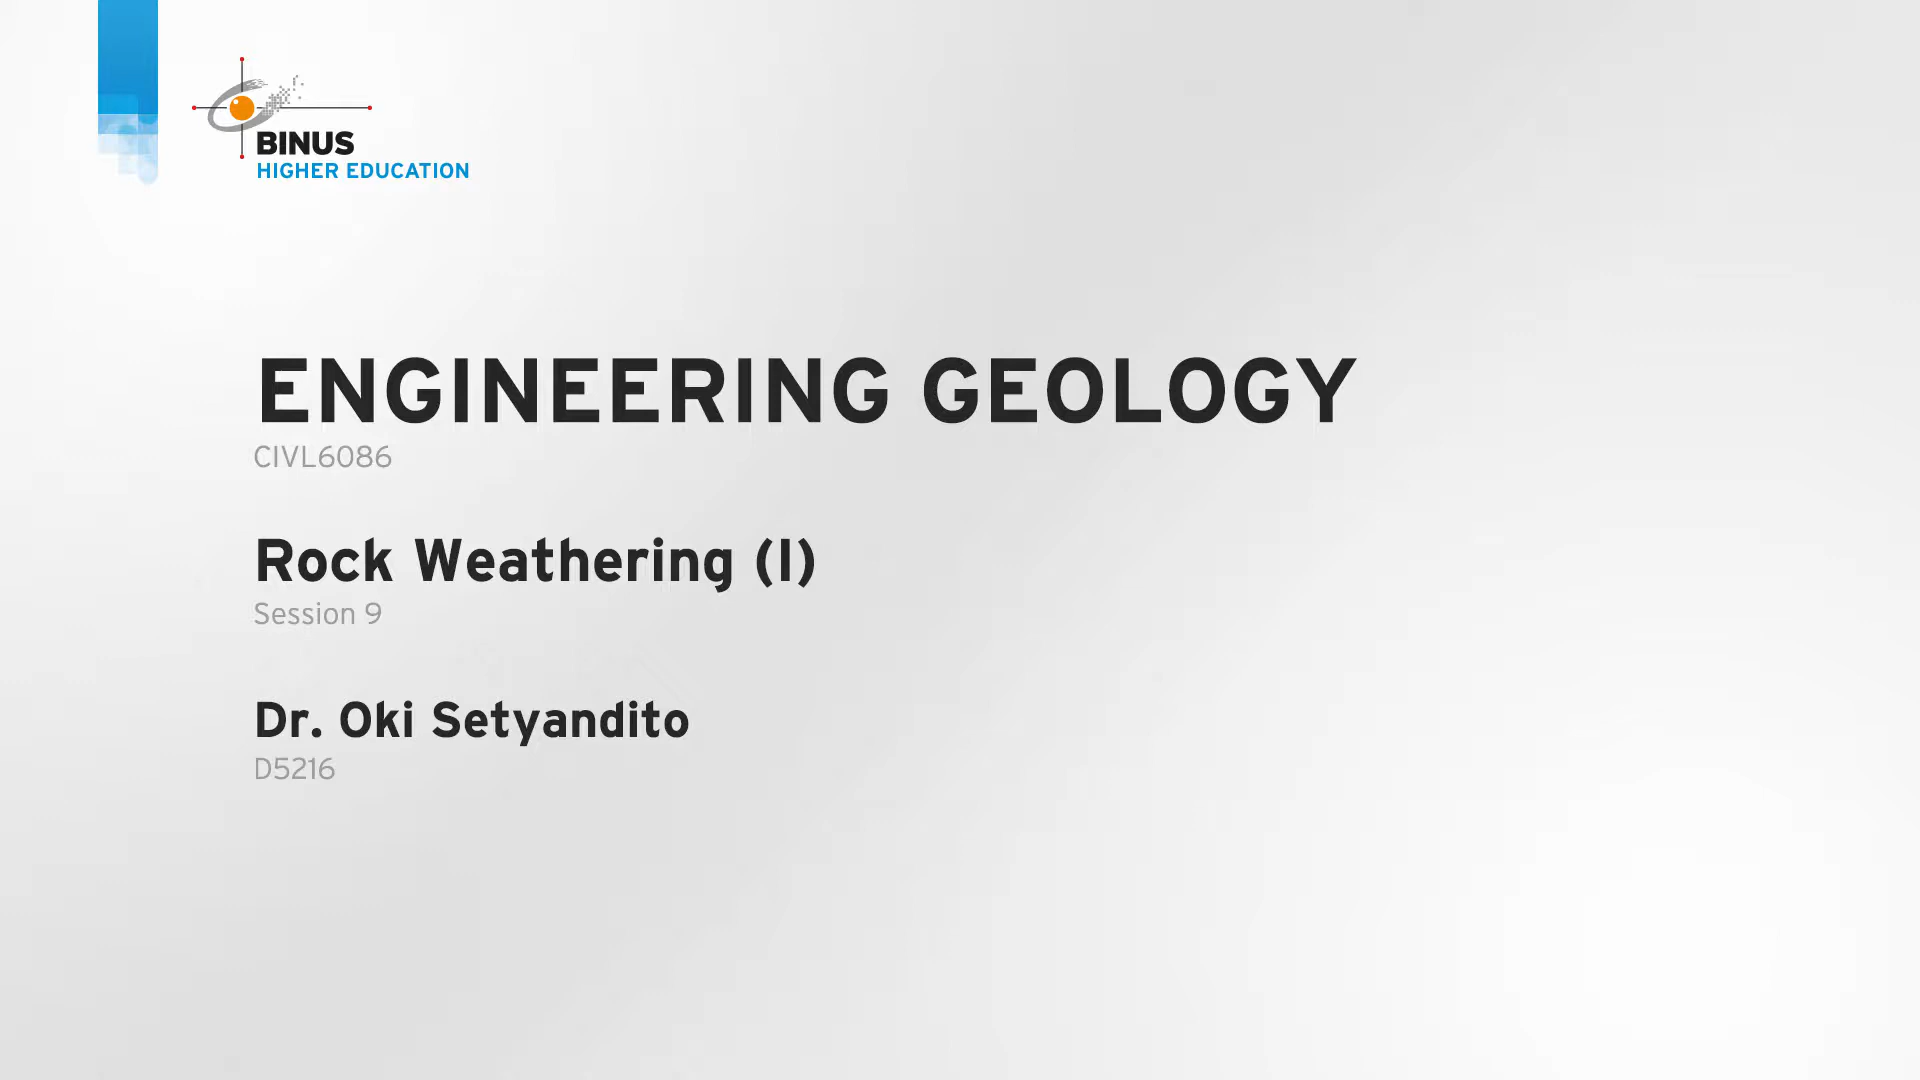 BINUS
HIGHER EDUCATION
ENGINEERING GEOLOGY
CIVL6086
Rock Weathering (I)
Session 9
Dr. Oki Setyandito
D5216